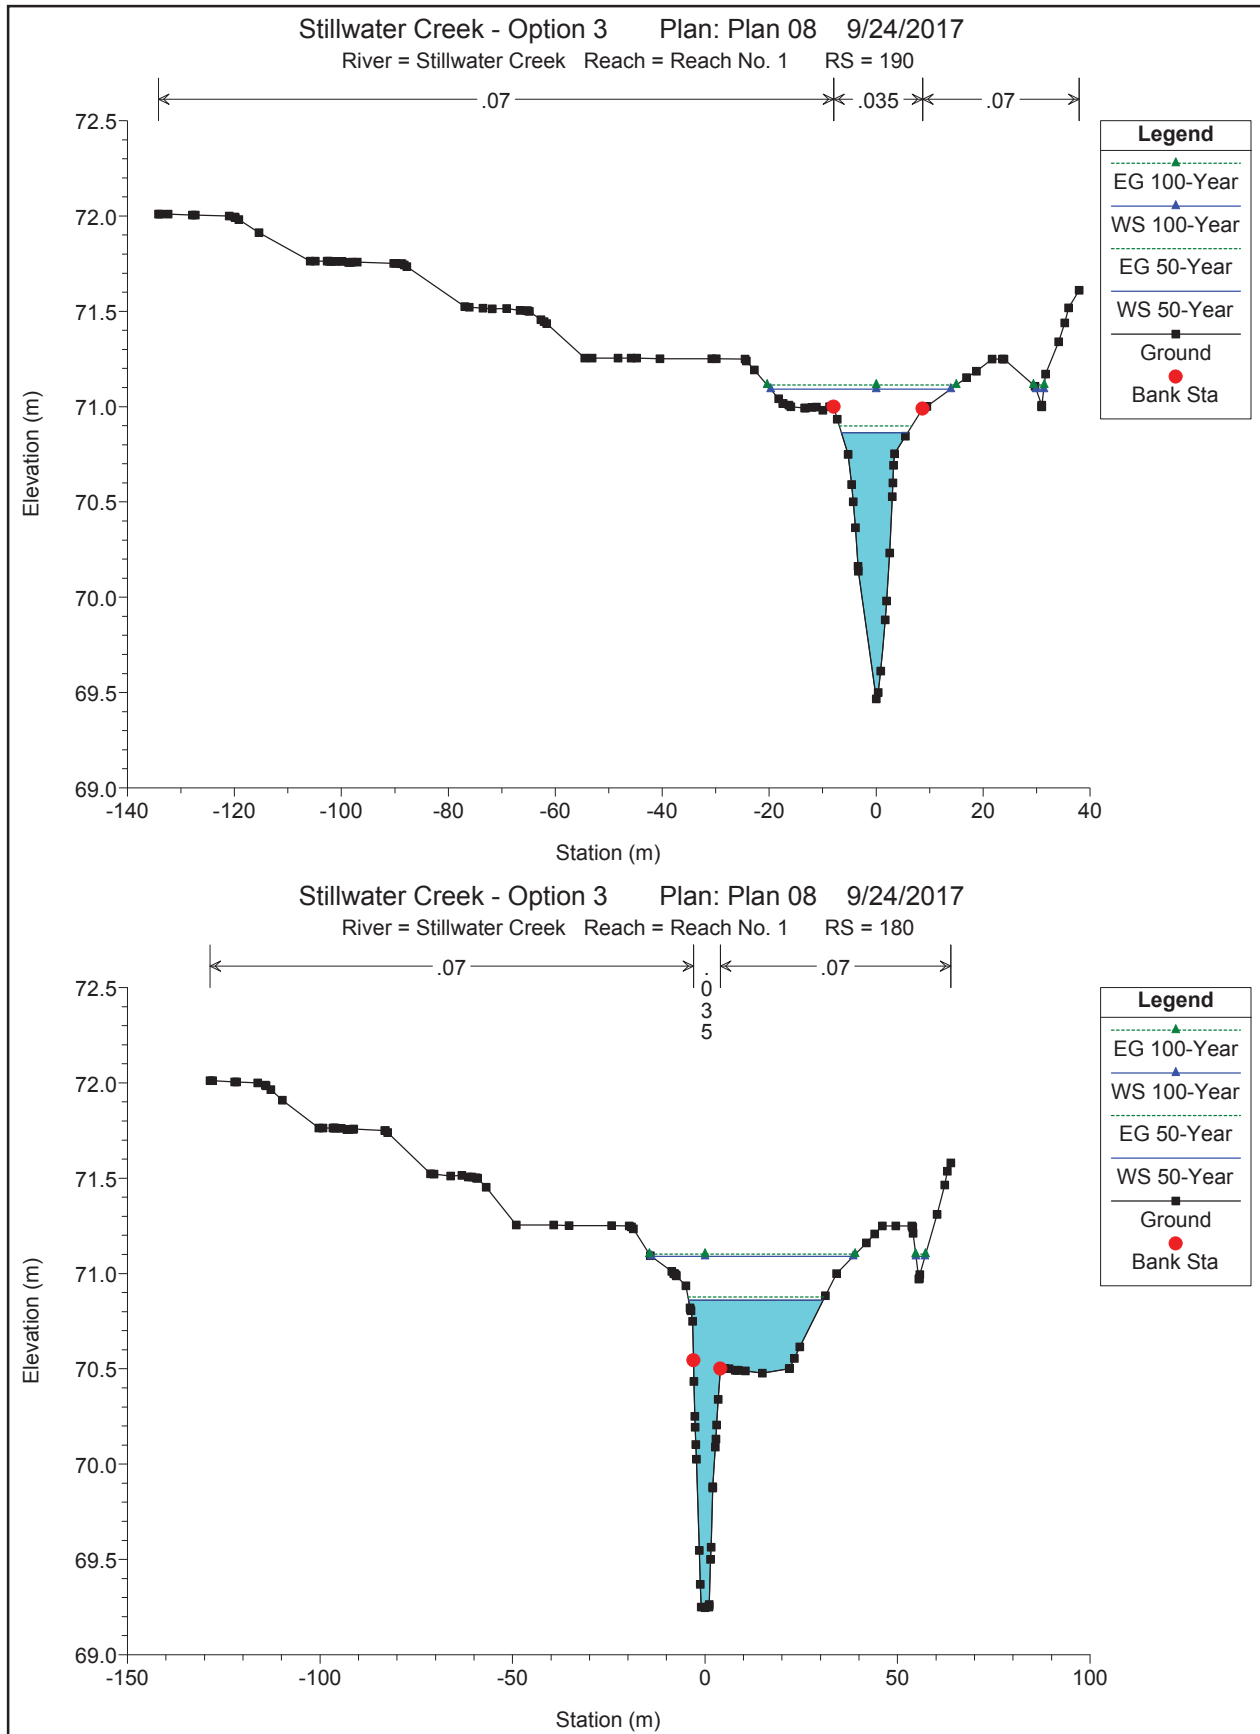 Stillwater Creek - Option 3 Plan: Plan 08 9/24/2017
River = Stillwater Creek Reach = Reach No. 1 RS = 190
.07 .035 .07
72.5
72.0
71.5
71.0
70.5
70.0
69.5
69.0
Elevation (m)
-140 -120 -100 -80 -60 -40 -20 0 20 40
Station (m)
Legend
EG 100-Year
WS 100-Year
EG 50-Year
WS 50-Year
Ground
Bank Sta
Stillwater Creek - Option 3 Plan: Plan 08 9/24/2017
River = Stillwater Creek Reach = Reach No. 1 RS = 180
.07 .035 .07
72.5
72.0
71.5
71.0
70.5
70.0
69.5
69.0
Elevation (m)
-150 -100 -50 0 50 100
Station (m)
Legend
EG 100-Year
WS 100-Year
EG 50-Year
WS 50-Year
Ground
Bank Sta